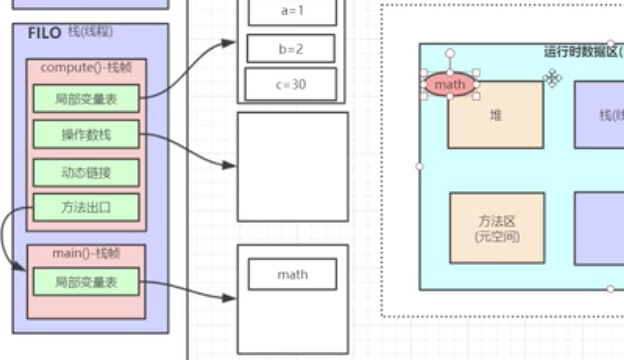 FILO 栈(线程)
compute()-栈帧
局部变量表
操作数栈
动态链接
方法出口
main()-栈帧
局部变量表
a=1
b=2
c=30
math
运行时数据区(
math
堆
栈(
方法区
(元空间)